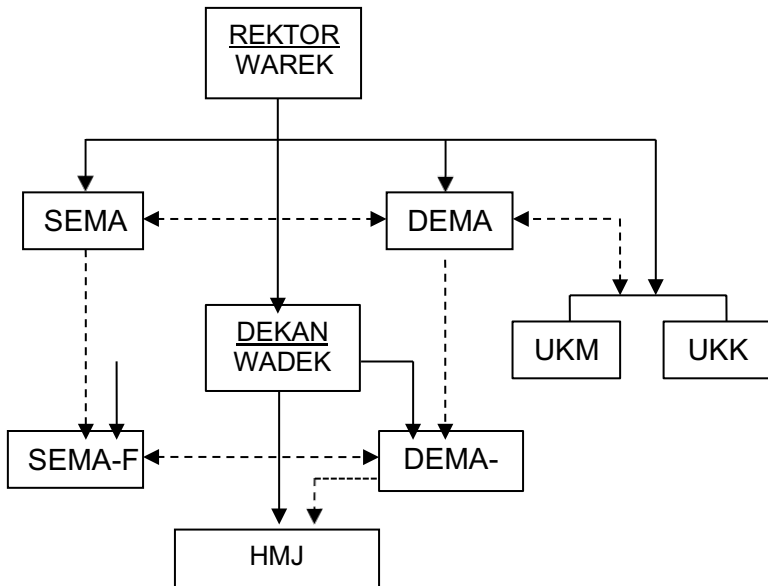 REKTOR
WAREK
SEMA
DEMA
DEKAN
WADEK
UKM
UKK
SEMA-F
DEMA-
HMJ